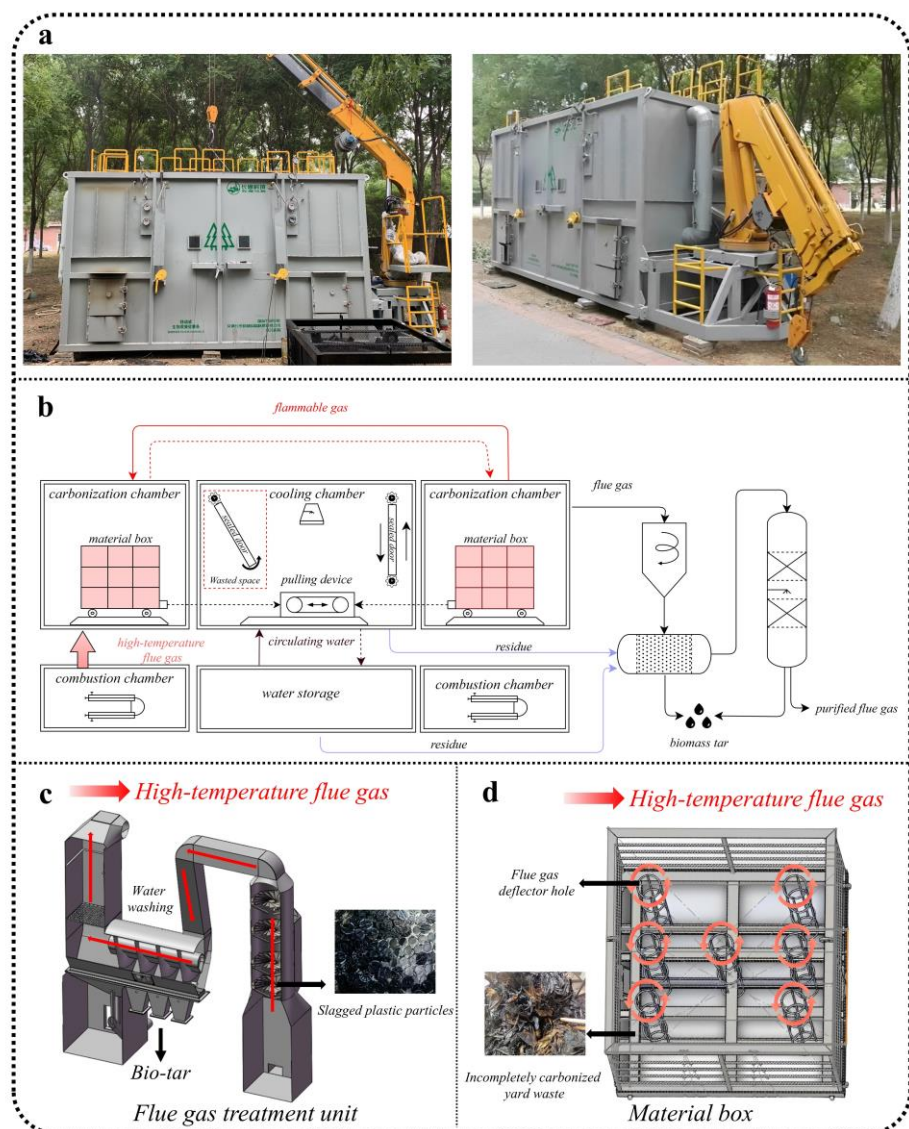 a
b
flammable gas
carbonization chamber
cooling chamber
carbonization chamber
flue gas
sealed door
sealed door
material box
material box
Wasted space
pulling device
high-temperature
flue gas
circulating water
residue
combustion chamber
water storage
combustion chamber
residue
biomass tar
purified flue gas
c
High-temperature flue gas
Water
washing
Slagged plastic particles
Bio-tar
Flue gas treatment unit
d
High-temperature flue gas
Flue gas
deflector hole
Incompletely carbonized
yard waste
Material box